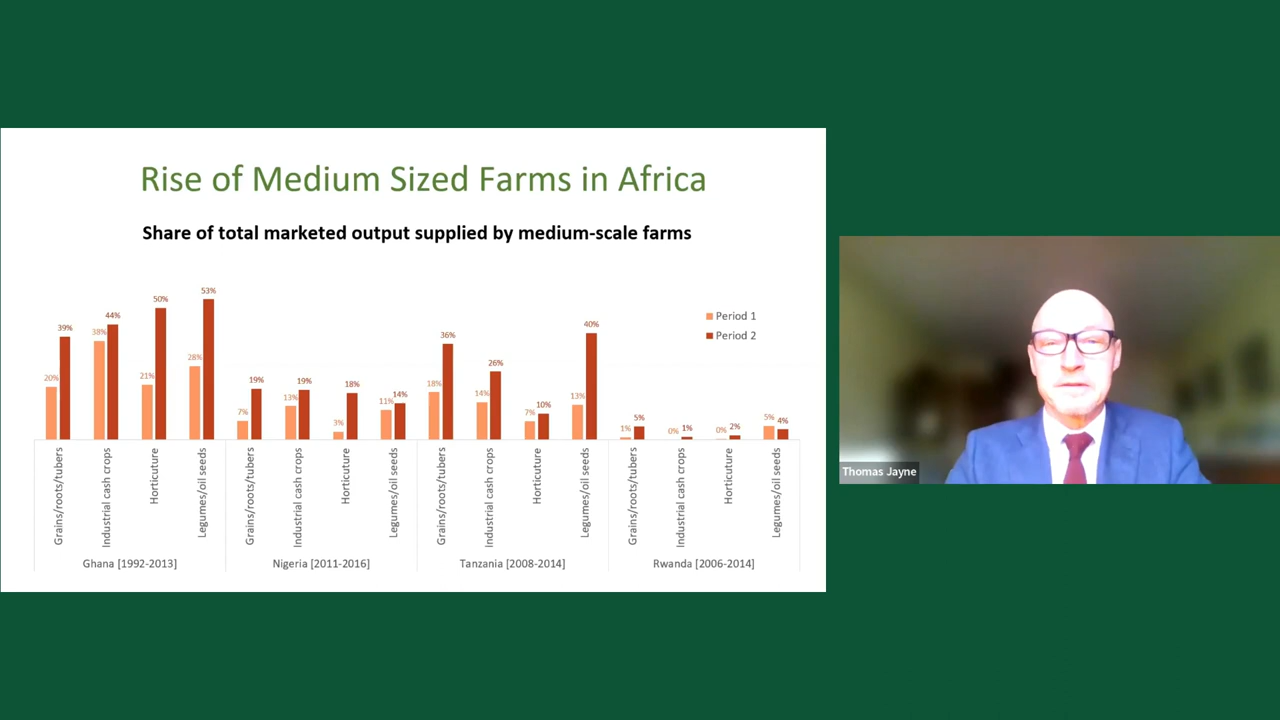 Rise of Medium Sized Farms in Africa
Share of total marketed output supplied by medium-scale farms
Period 1
Period 2
20%
39%
38%
44%
21%
50%
28%
53%
7%
19%
13%
19%
3%
18%
11%
14%
18%
36%
14%
26%
7%
10%
13%
40%
1%
5%
0%
1%
0%
2%
5%
4%
Grains/roots/tubers
Industrial cash crops
Horticuture
Legumes/oil seeds
Grains/roots/tubers
Industrial cash crops
Horticuture
Legumes/oil seeds
Grains/roots/tubers
Industrial cash crops
Horticuture
Legumes/oil seeds
Grains/roots/tubers
Industrial cash crops
Horticuture
Legumes/oil seeds
Ghana [1992-2013]
Nigeria [2011-2016]
Tanzania [2008-2014]
Rwanda [2006-2014]
Thomas Jayne